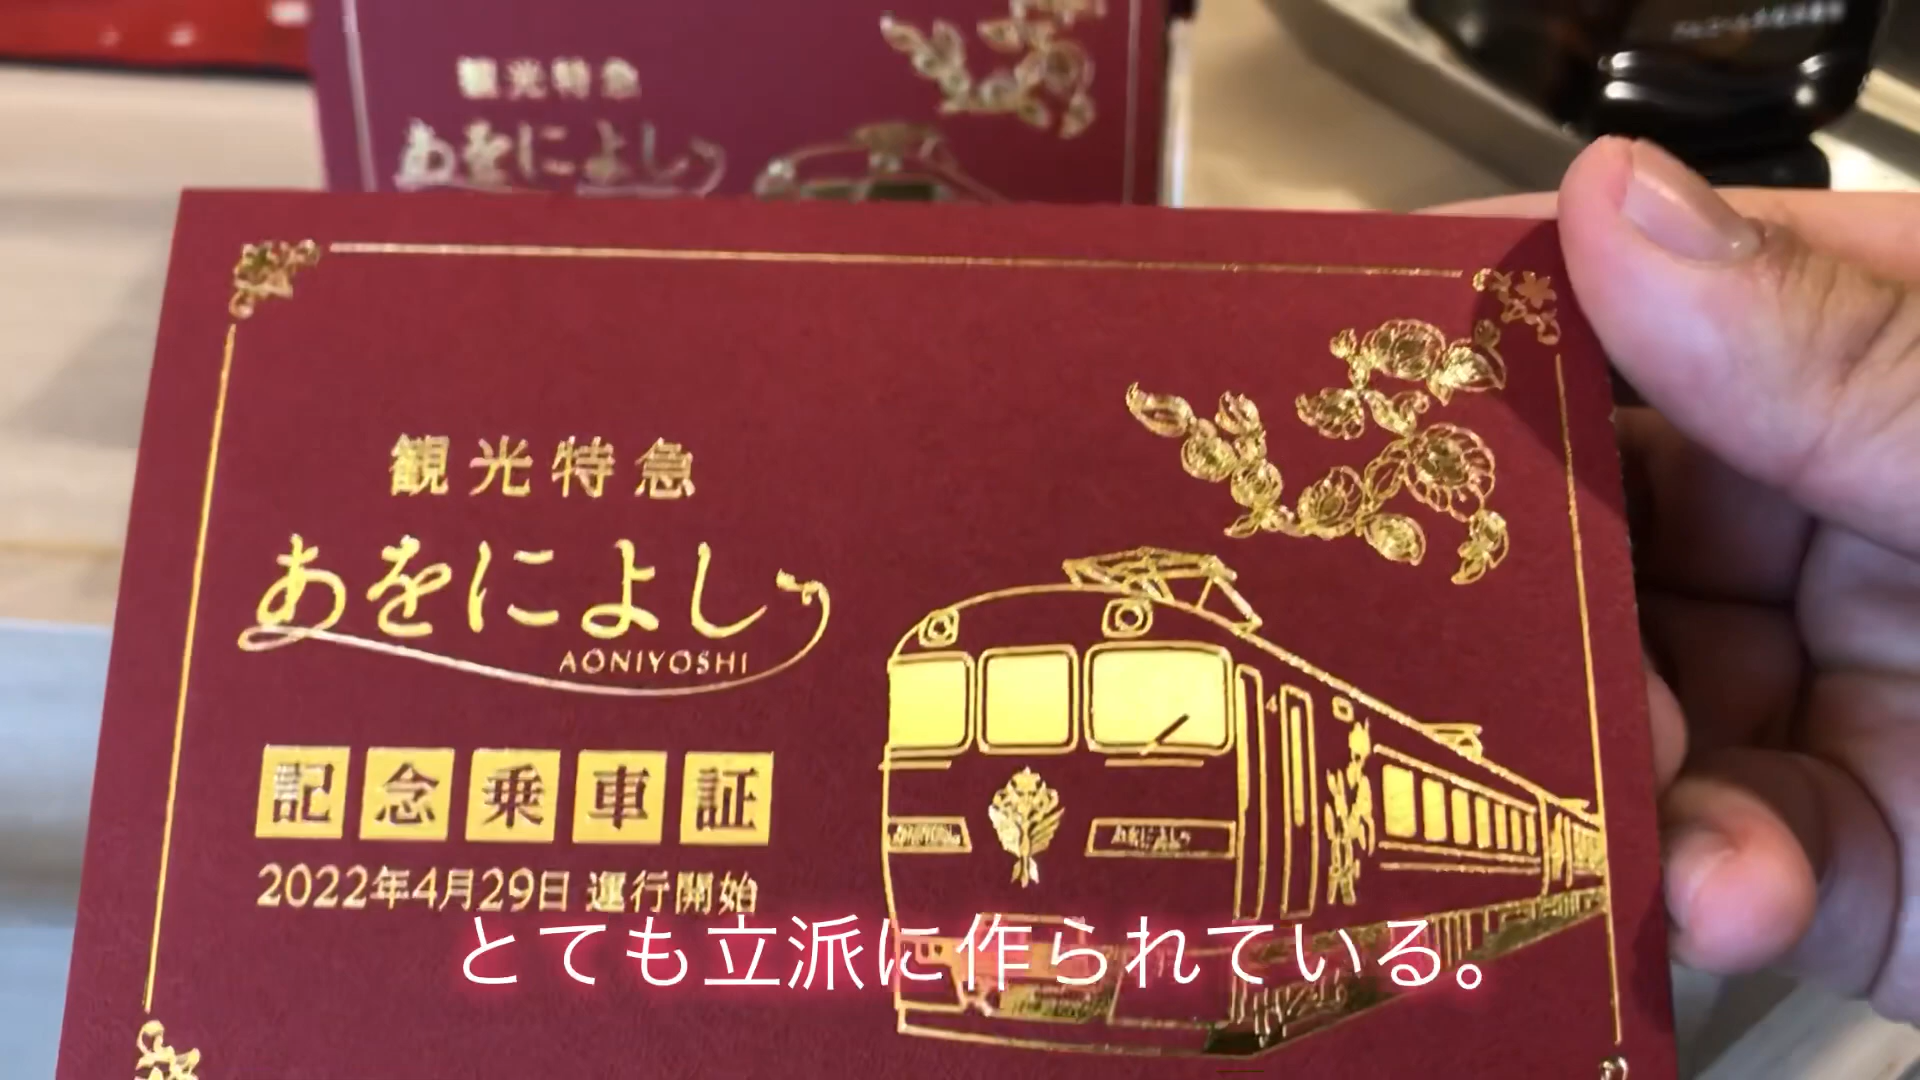 観光特急
あをによし
観光特急
あをによし
AONIYOSHI
記念乗車証
2022年4月29日 運行開始
4
あをによし
とても立派に作られている。